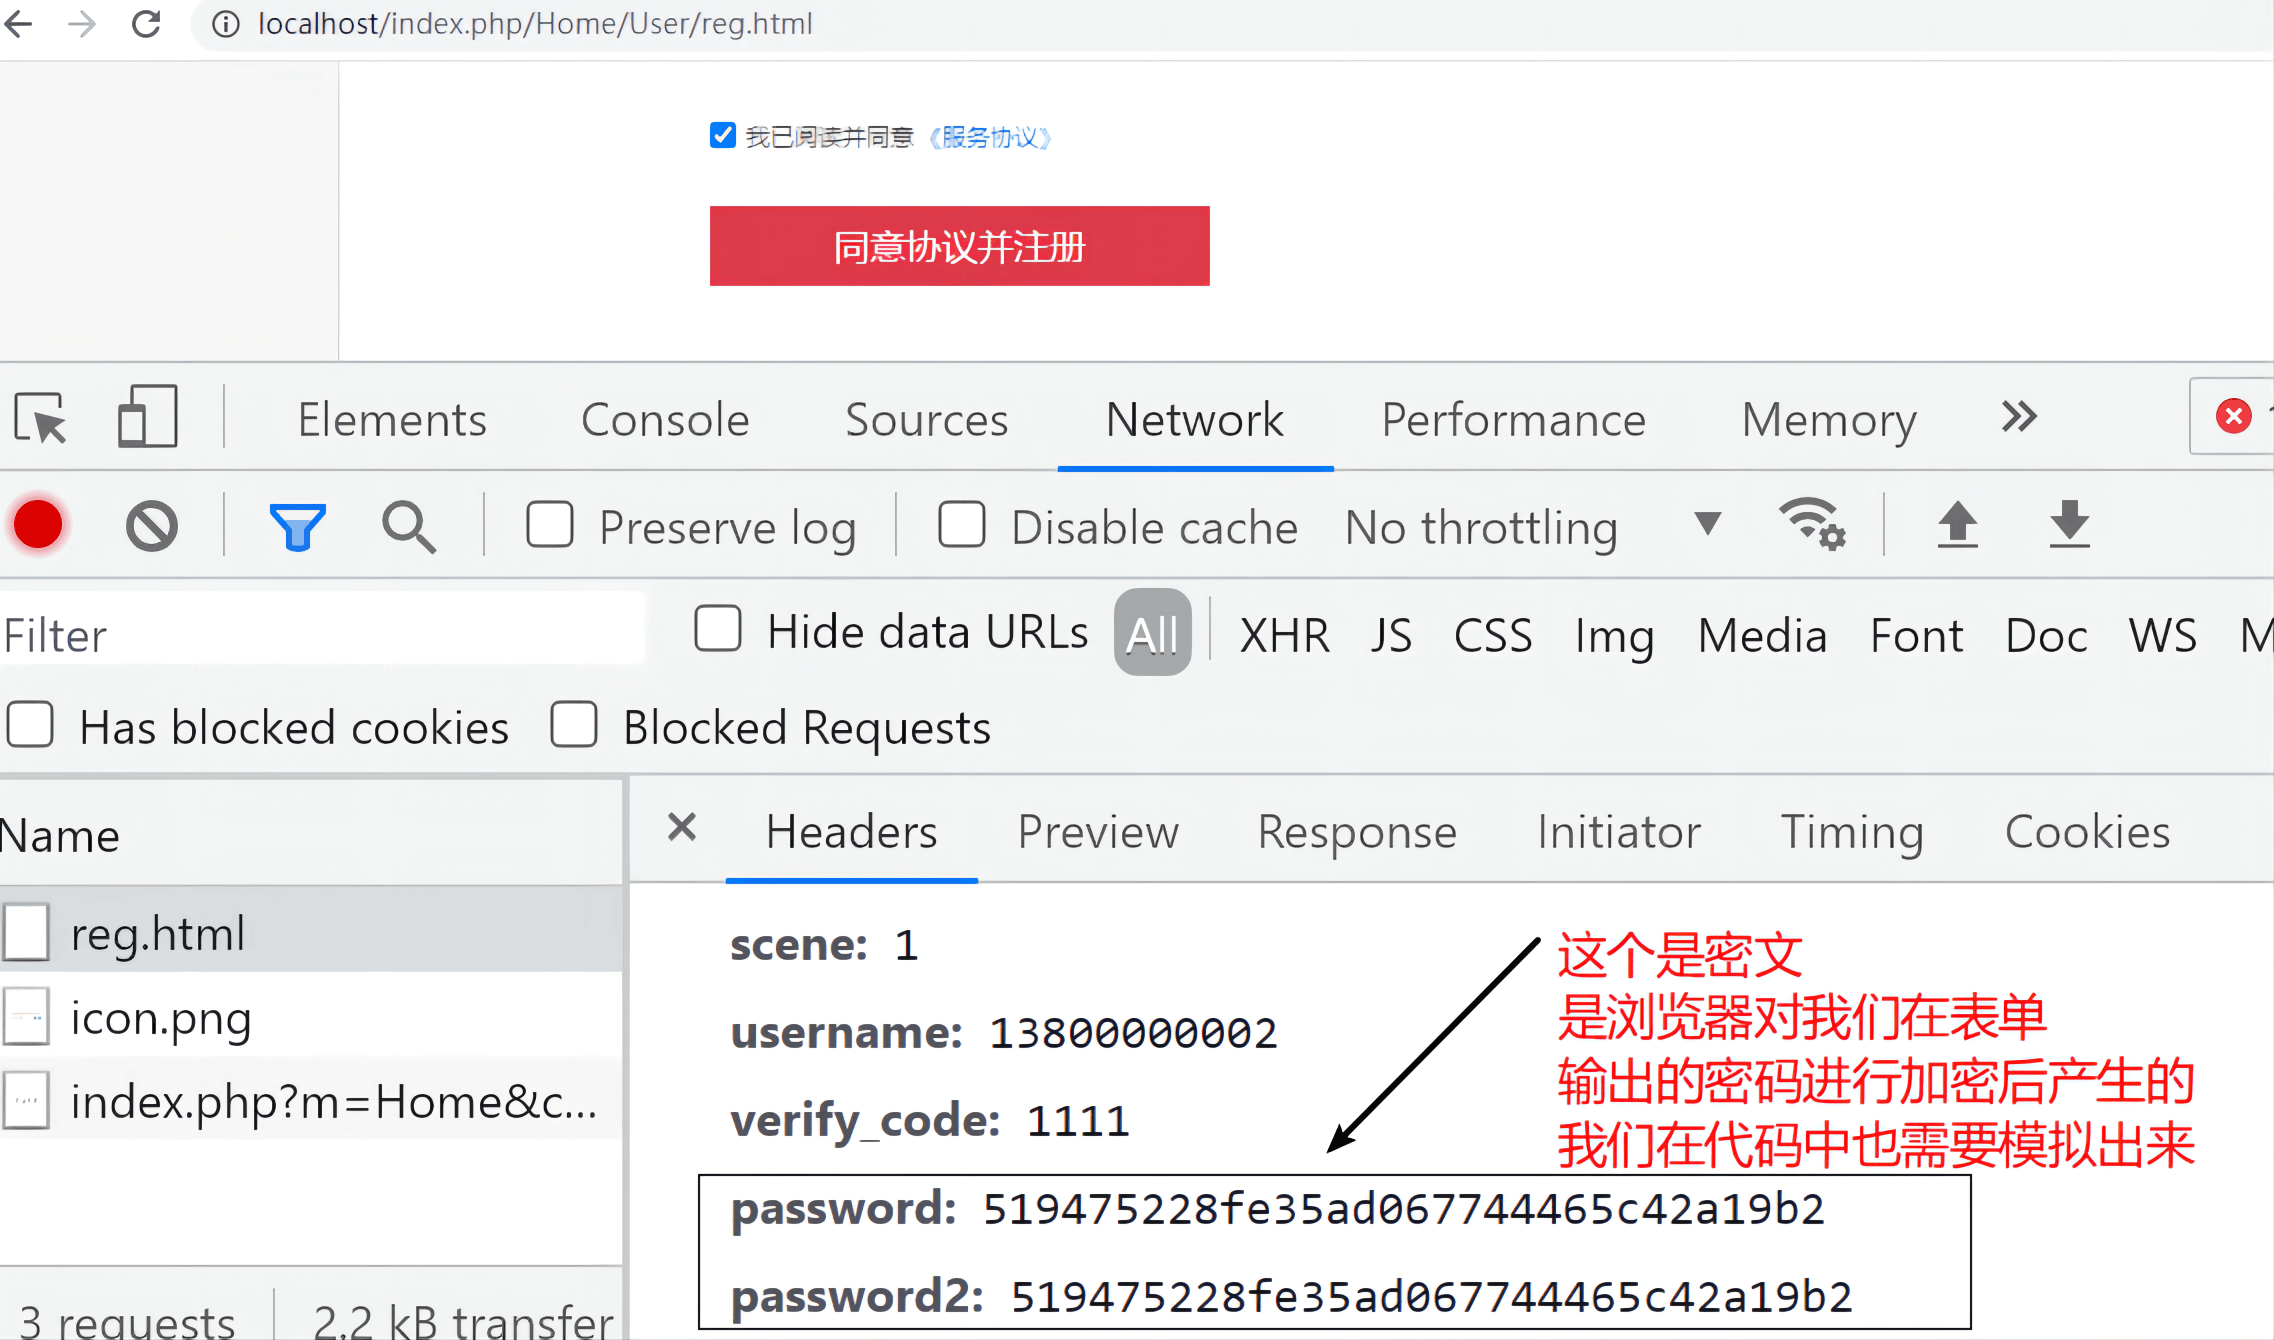 localhost/index.php/Home/User/reg.html
我已阅读并同意《服务协议》
同意协议并注册
Elements Console Sources Network Performance Memory
Preserve log Disable cache No throttling
Filter Hide data URLs All XHR JS CSS Img Media Font Doc WS M
Has blocked cookies Blocked Requests
Name
Headers Preview Response Initiator Timing Cookies
reg.html
icon.png
index.php?m=Home&c...
3 requests 2.2 kB transfer
scene: 1
username: 13800000002
verify_code: 1111
password: 519475228fe35ad067744465c42a19b2
password2: 519475228fe35ad067744465c42a19b2
这个是密文
是浏览器对我们在表单
输出的密码进行加密后产生的
我们在代码中也需要模拟出来